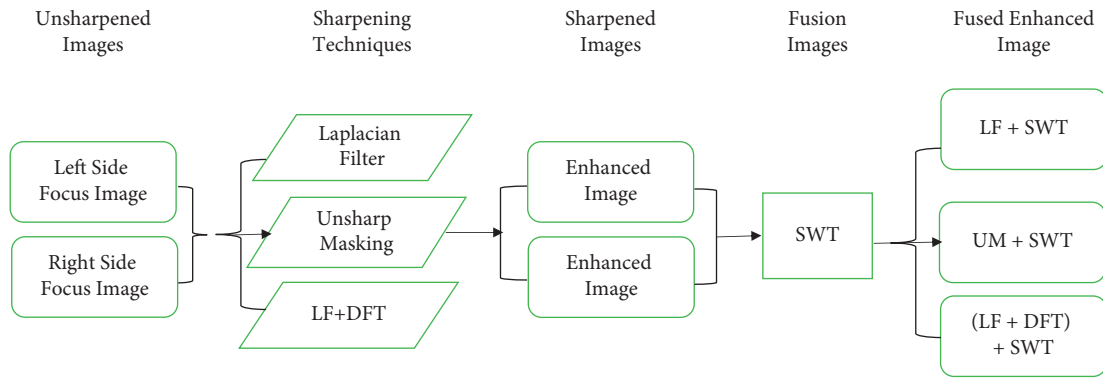 Unsharpened
Images
Sharpening
Techniques
Sharpened
Images
Fusion
Images
Fused Enhanced
Image
Left Side
Focus Image
Right Side
Focus Image
Laplacian
Filter
Unsharp
Masking
LF+DFT
Enhanced
Image
Enhanced
Image
SWT
LF + SWT
UM + SWT
(LF + DFT)
+ SWT